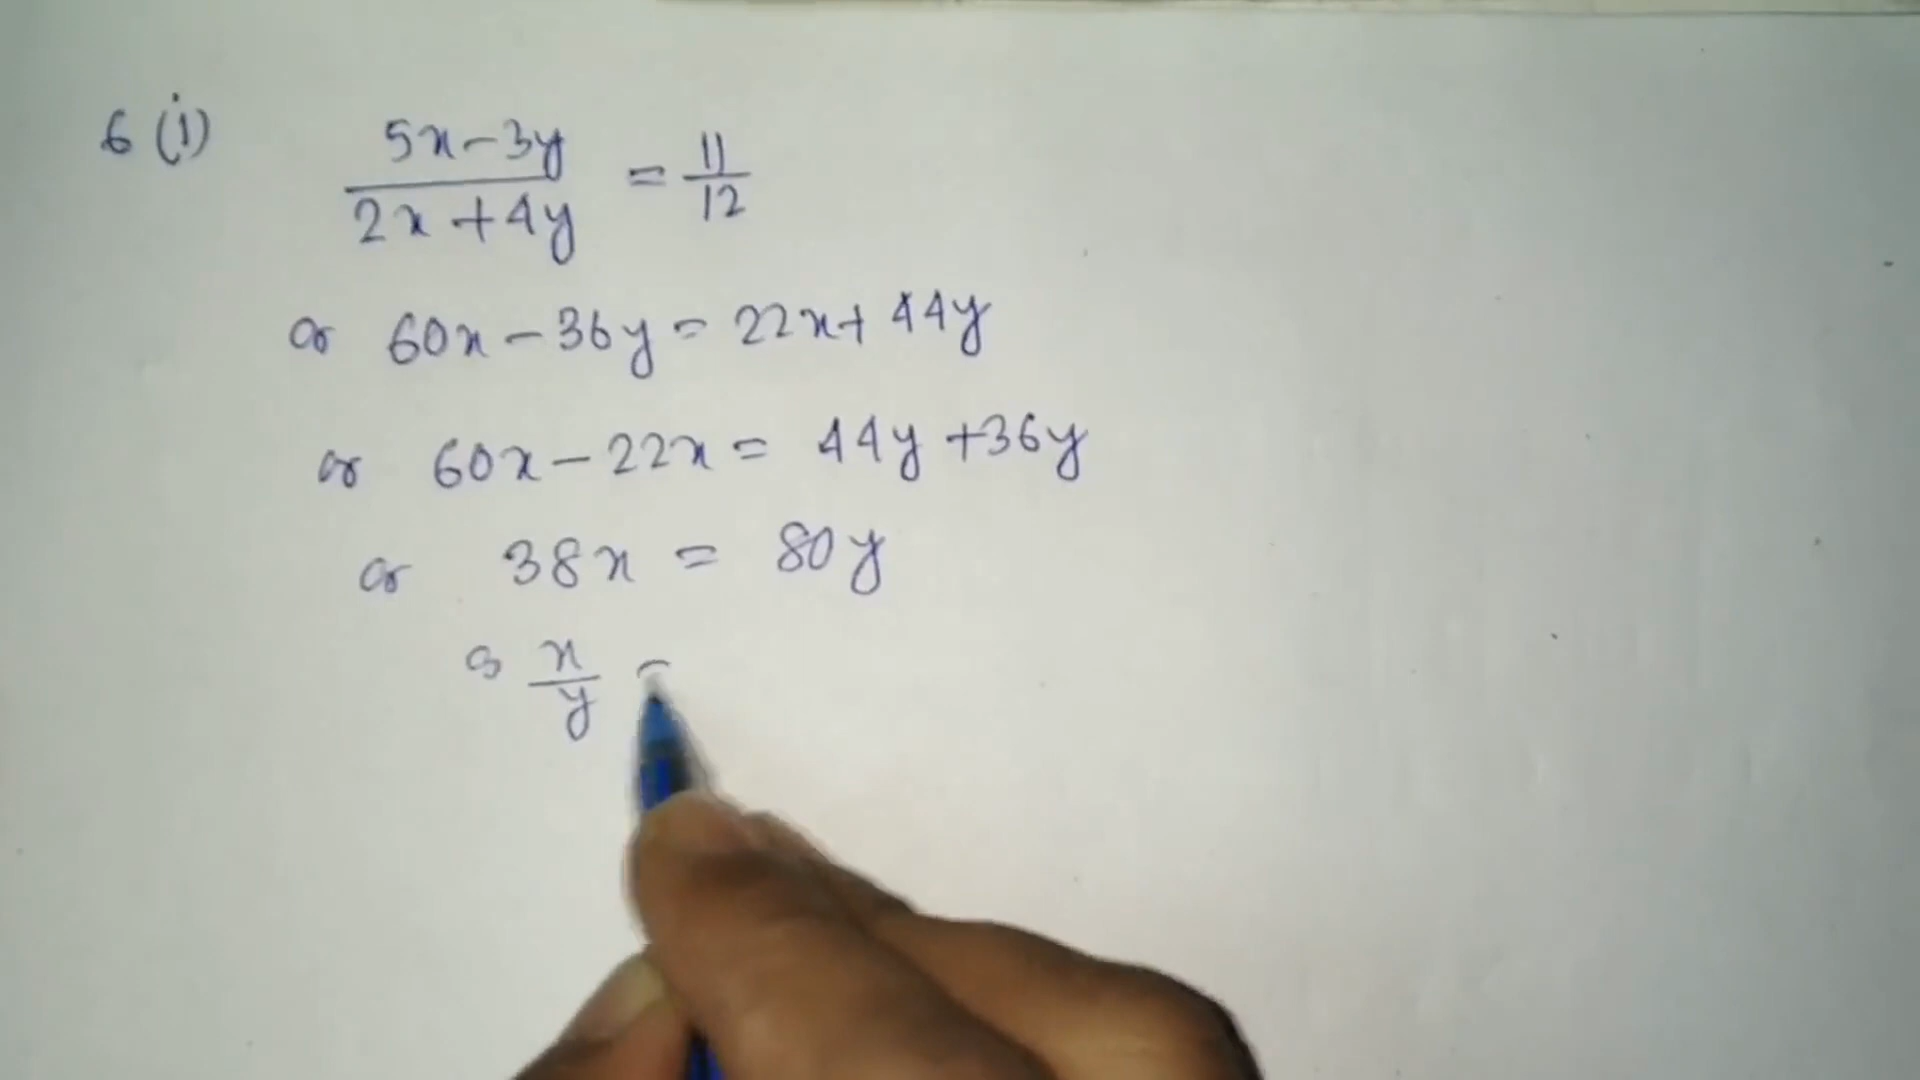 6 (i) (5x-3y)/(2x+4y) = 11/12
or 60x-36y=22x+44y
or 60x-22x= 44y+36y
or 38x = 80y
x/y =